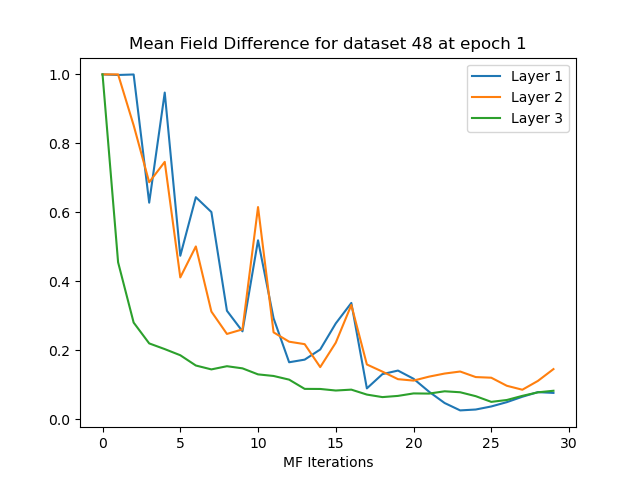 Mean Field Difference for dataset 48 at epoch 1
Layer 1
Layer 2
Layer 3
1.0
0.8
0.6
0.4
0.2
0.0
0 5 10 15 20 25 30
MF Iterations